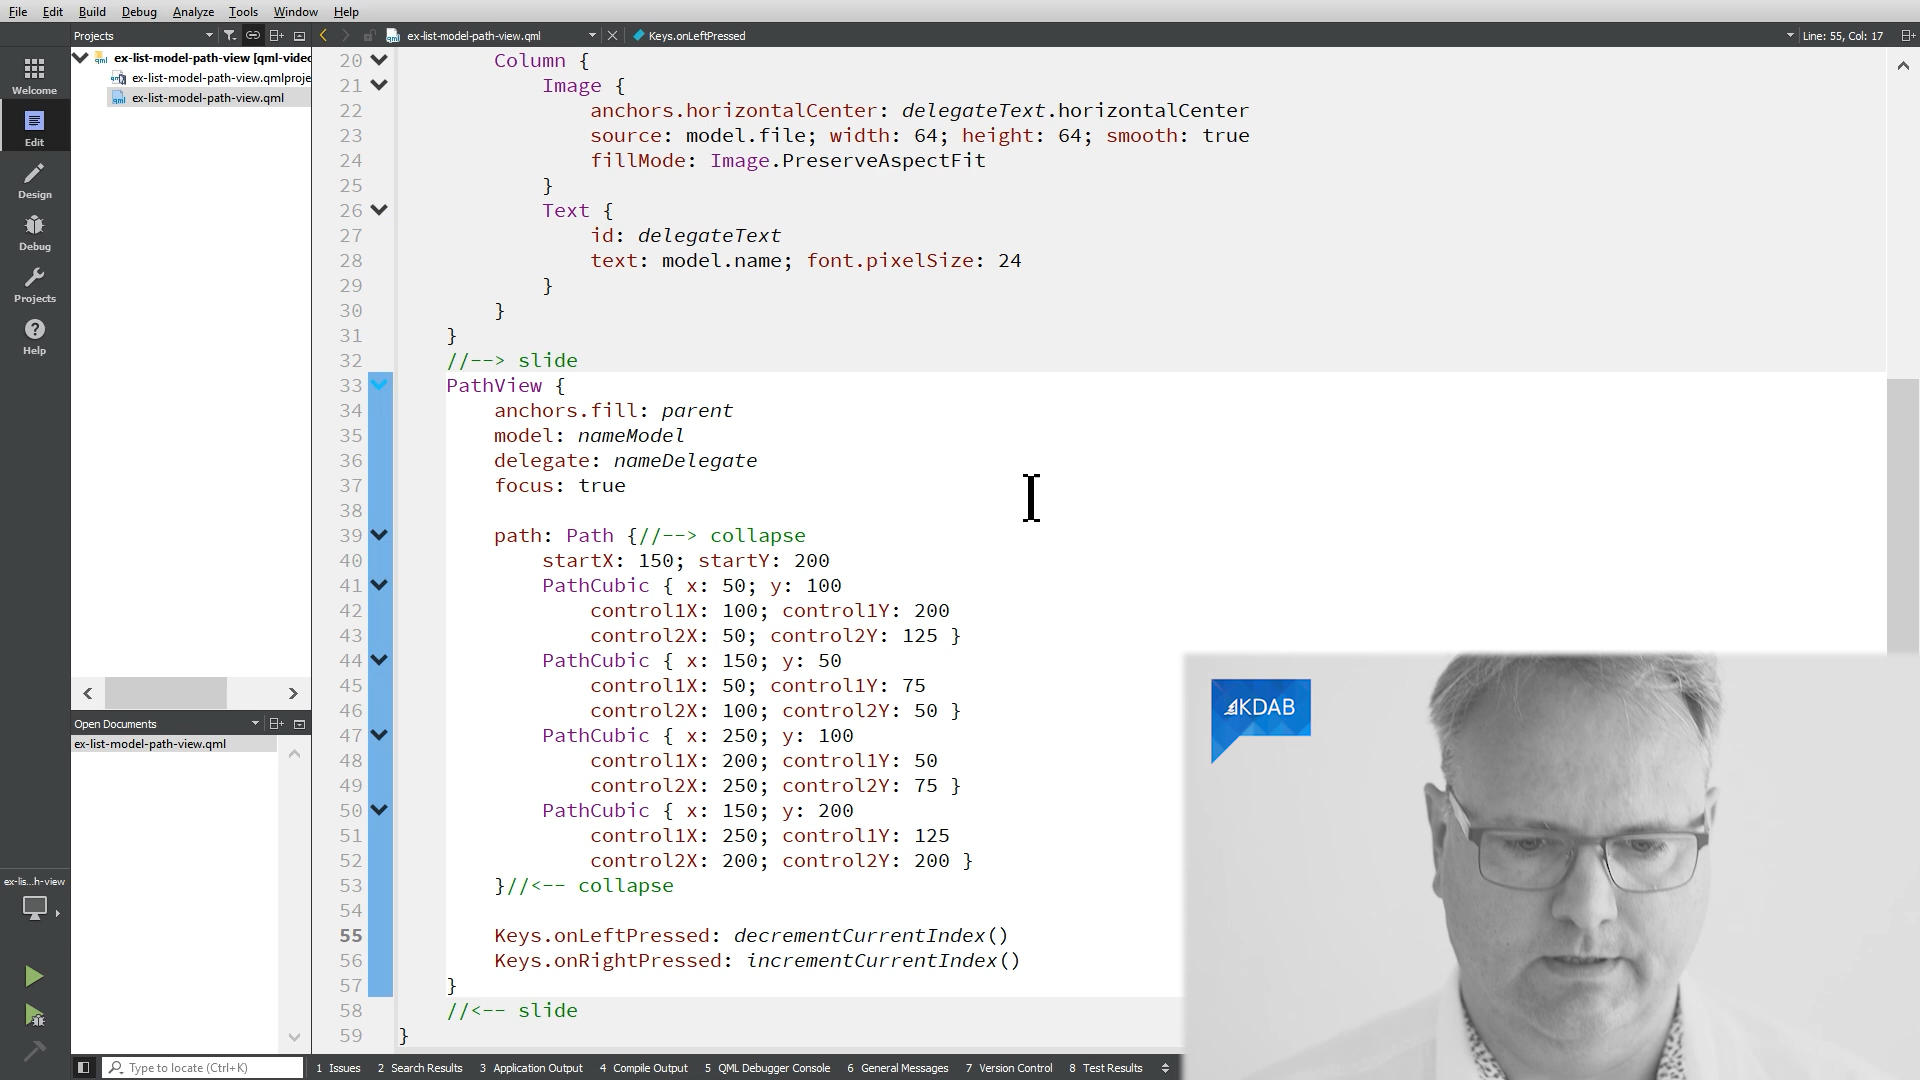 File Edit Build Debug Analyze Tools Window Help
Projects
ex-list-model-path-view.qml
Keys.onLeftPressed
Line: 55, Col: 17
Welcome
Edit
Design
Debug
Projects
Help
ex-list-model-path-view [qml-videc
ex-list-model-path-view.qmlproje
ex-list-model-path-view.qml
Open Documents
ex-list-model-path-view.qml
ex-lis...h-view
20 Column {
21 Image {
22 anchors.horizontalCenter: delegateText.horizontalCenter
23 source: model.file; width: 64; height: 64; smooth: true
24 fillMode: Image.PreserveAspectFit
25 }
26 Text {
27 id: delegateText
28 text: model.name; font.pixelSize: 24
29 }
30 }
31 }
32 //--> slide
33 PathView {
34 anchors.fill: parent
35 model: nameModel
36 delegate: nameDelegate
37 focus: true
38
39 path: Path {//--> collapse
40 startX: 150; startY: 200
41 PathCubic { x: 50; y: 100
42 control1X: 100; control1Y: 200
43 control2X: 50; control2Y: 125 }
44 PathCubic { x: 150; y: 50
45 control1X: 50; control1Y: 75
46 control2X: 100; control2Y: 50 }
47 PathCubic { x: 250; y: 100
48 control1X: 200; control1Y: 50
49 control2X: 250; control2Y: 75 }
50 PathCubic { x: 150; y: 200
51 control1X: 250; control1Y: 125
52 control2X: 200; control2Y: 200 }
53 }//<-- collapse
54
55 Keys.onLeftPressed: decrementCurrentIndex()
56 Keys.onRightPressed: incrementCurrentIndex()
57 }
58 //<-- slide
59 }
KDAB
Type to locate (Ctrl+K)
1 Issues 2 Search Results 3 Application Output 4 Compile Output 5 QML Debugger Console 6 General Messages 7 Version Control 8 Test Results